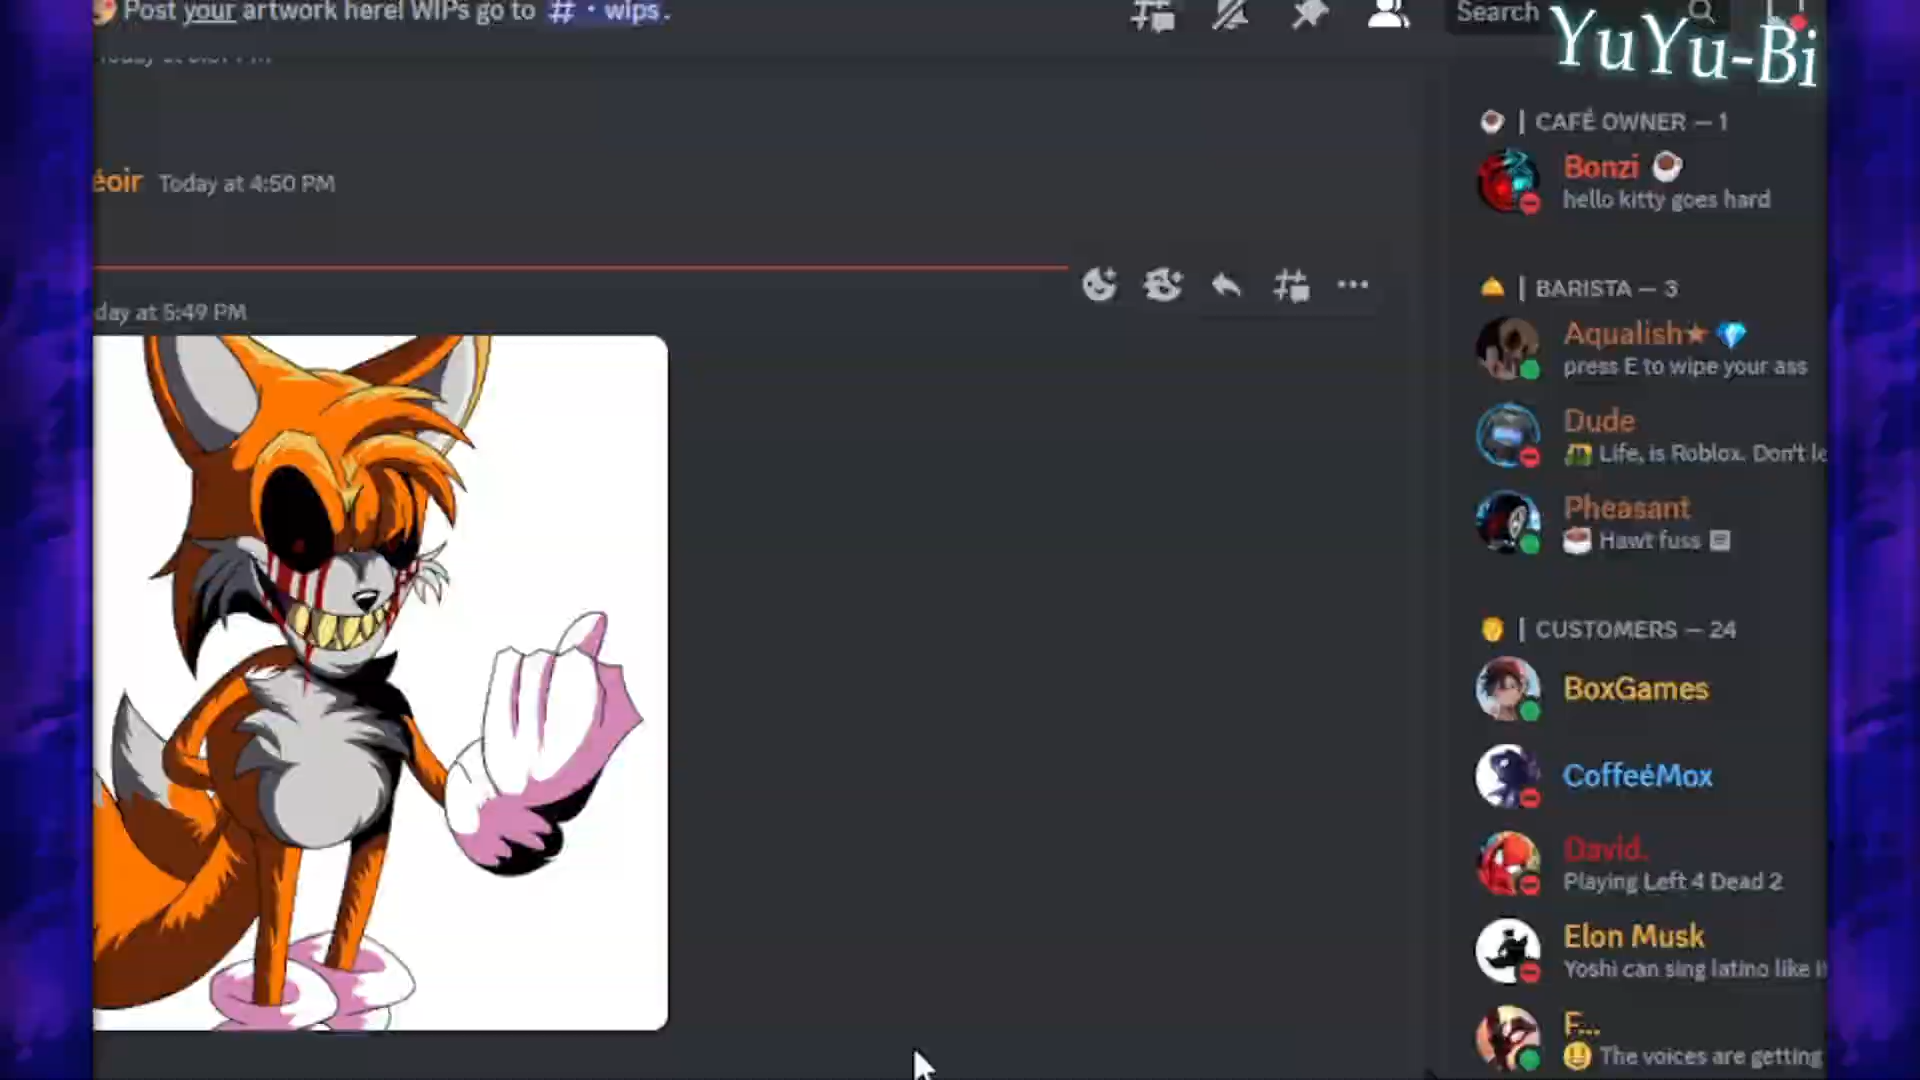 Post your artwork here! WIPs go to # · wips.
Search
YuYu-Bi
éoir Today at 4:50 PM
day at 5:49 PM
| CAFÉ OWNER — 1
Bonzi
hello kitty goes hard
| BARISTA — 3
Aqualish★
press E to wipe your ass
Dude
Life, is Roblox. Don't le
Pheasant
Hawt fuss
| CUSTOMERS — 24
BoxGames
CoffeéMox
David.
Playing Left 4 Dead 2
Elon Musk
Yoshi can sing latino like
F...
The voices are getting